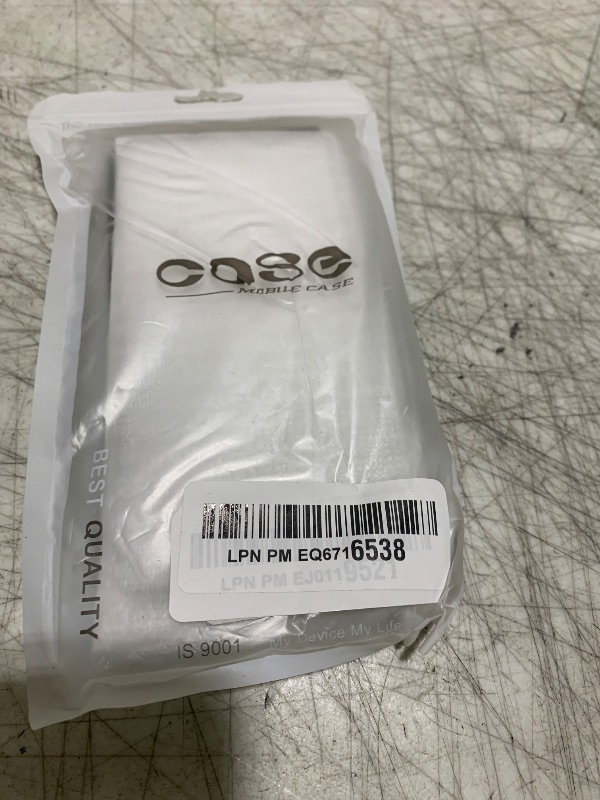 case
MOBILE CASE
BEST QUALITY
LPN PM EQ6716538
LPN PM EJ0119521
IS 9001
My Device My Life